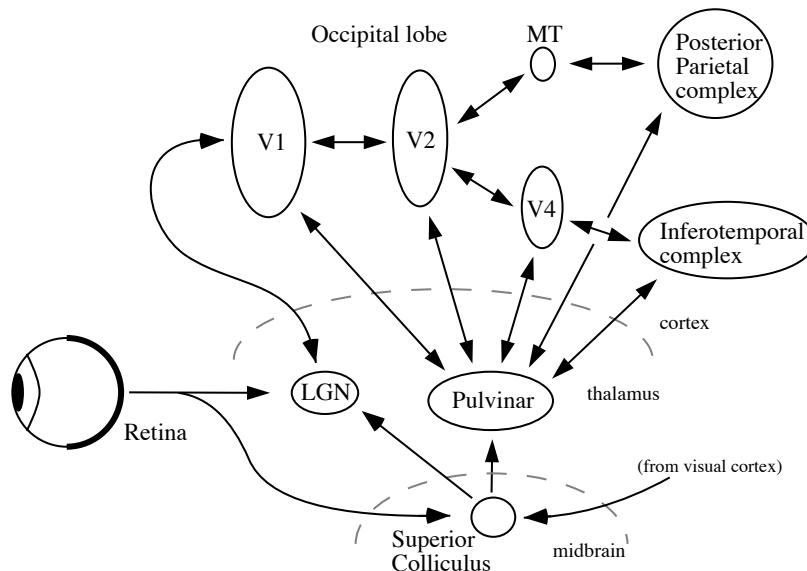 Occipital lobe
MT
Posterior
Parietal
complex
V1
V2
V4
Inferotemporal
complex
cortex
LGN
Pulvinar
thalamus
Retina
(from visual cortex)
Superior
Colliculus
midbrain